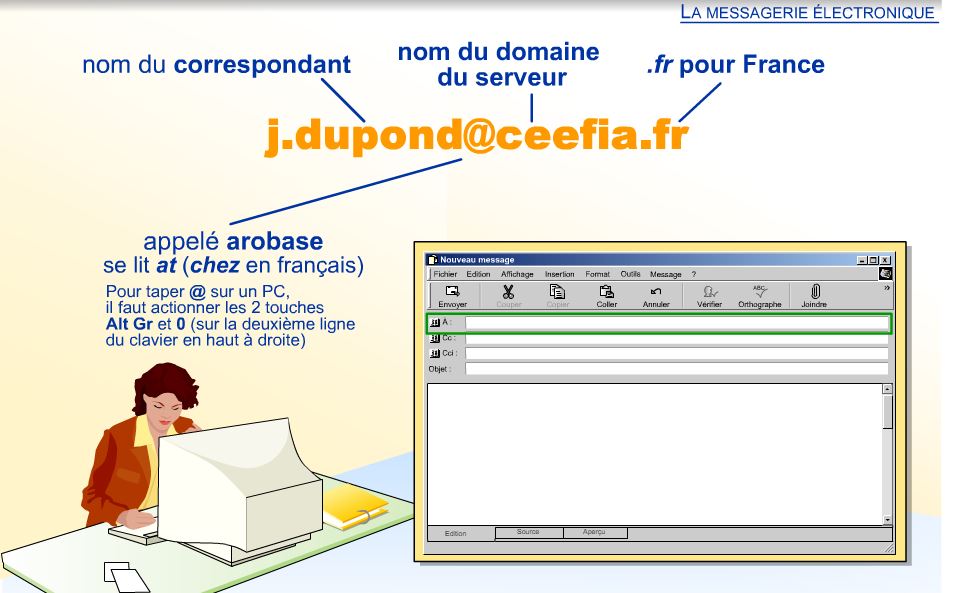 LA MESSAGERIE ÉLECTRONIQUE
nom du correspondant
nom du domaine
du serveur
.fr pour France
j.dupond@ceefia.fr
appelé arobase
se lit at (chez en français)
Pour taper @ sur un PC,
il faut actionner les 2 touches
Alt Gr et 0 (sur la deuxième ligne
du clavier en haut à droite)
Nouveau message
Fichier Edition Affichage Insertion Format Outils Message ?
Envoyer Couper Copier Coller Annuler Vérifier Orthographe Joindre
À :
Cc :
Cci :
Objet :
Edition Source Aperçu